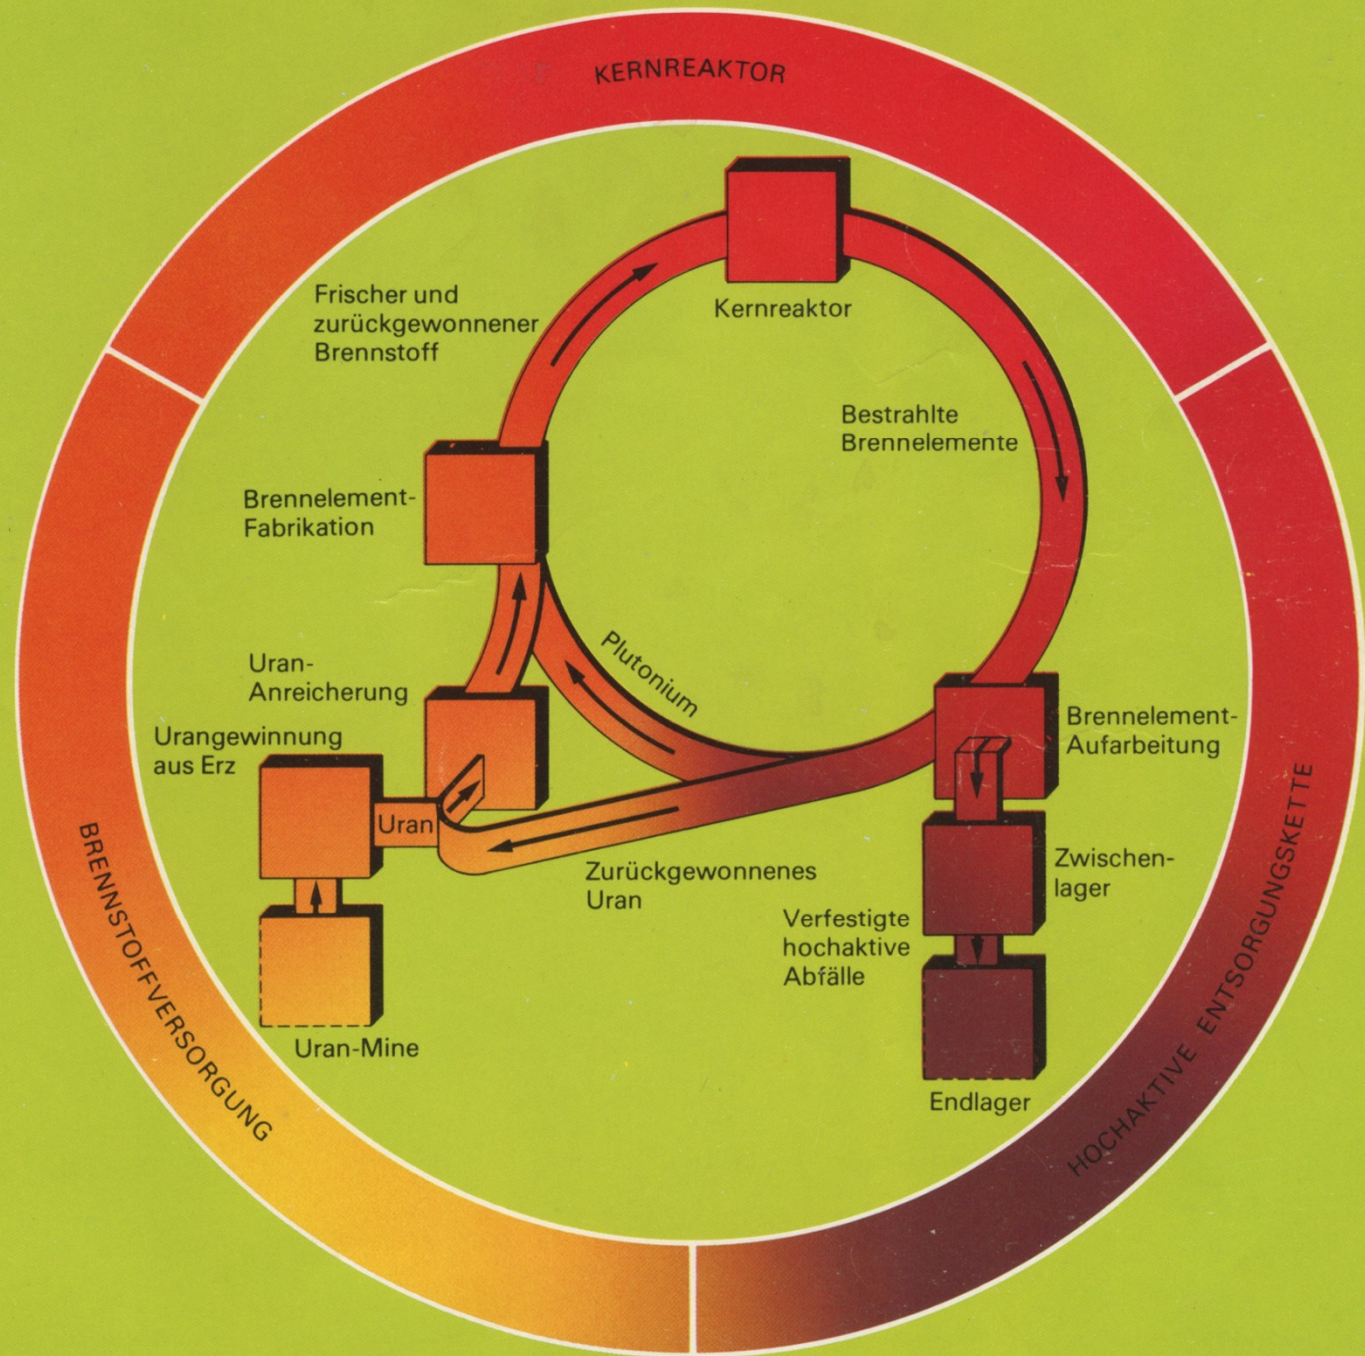 KERNREAKTOR
Kernreaktor
Frischer und
zurückgewonnener
Brennstoff
Bestrahlte
Brennelemente
Brennelement-
Fabrikation
Plutonium
Uran-
Anreicherung
Urangewinnung
aus Erz
Uran
Brennelement-
Aufarbeitung
Zurückgewonnenes
Uran
Zwischen-
lager
Verfestigte
hochaktive
Abfälle
Uran-Mine
Endlager
BRENNSTOFFVERSORGUNG
HOCHAKTIVE ENTSORGUNGSKETTE